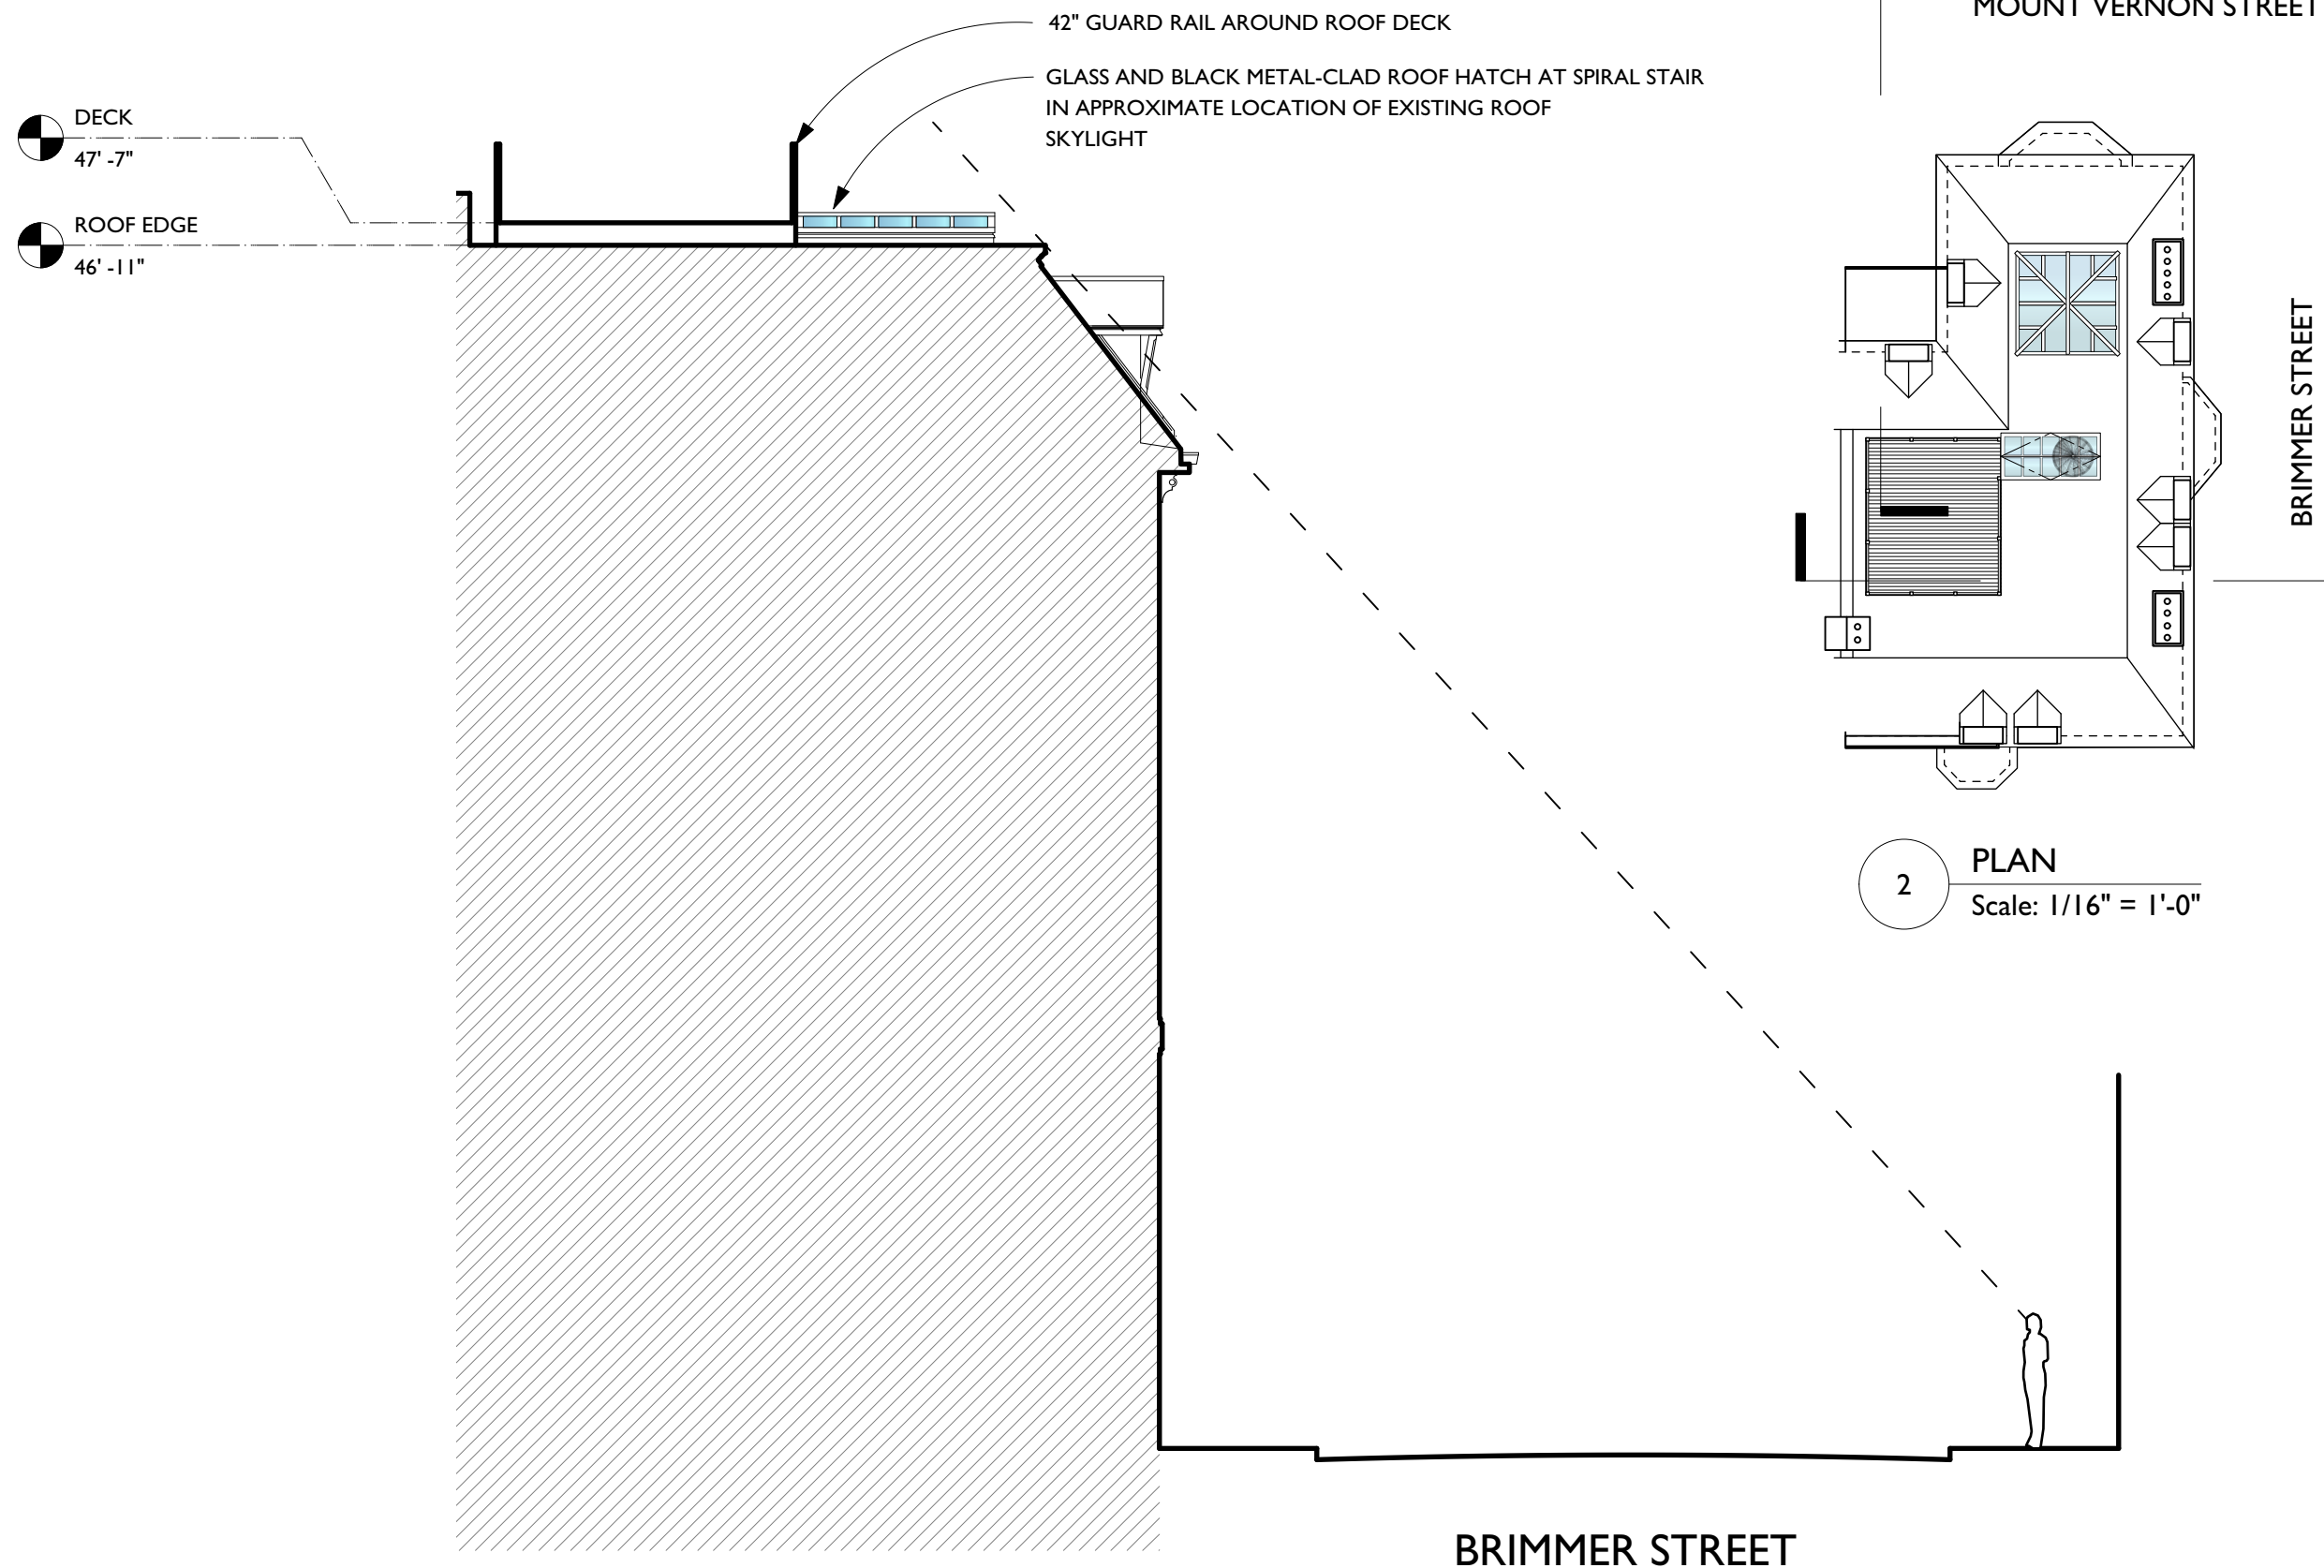 42" GUARD RAIL AROUND ROOF DECK
GLASS AND BLACK METAL-CLAD ROOF HATCH AT SPIRAL STAIR
IN APPROXIMATE LOCATION OF EXISTING ROOF
SKYLIGHT
DECK
47' -7"
ROOF EDGE
46' -11"
MOUNT VERNON STREET
BRIMMER STREET
2
PLAN
Scale: 1/16" = 1'-0"
BRIMMER STREET